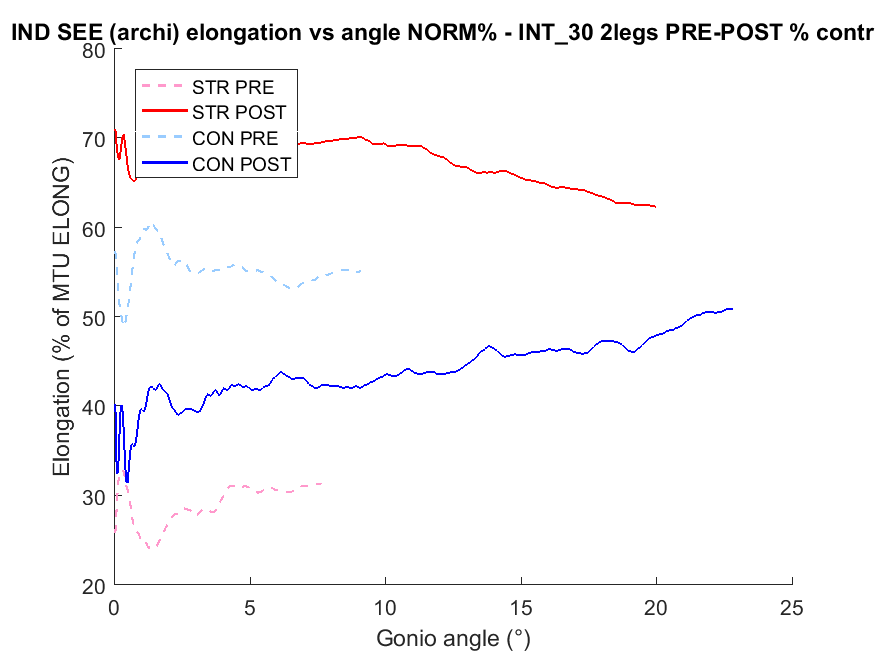 IND SEE (archi) elongation vs angle NORM% - INT_30 2legs PRE-POST % contr
80
70
60
50
40
30
20
Elongation (% of MTU ELONG)
STR PRE
STR POST
CON PRE
CON POST
0
5
10
15
20
25
Gonio angle (°)